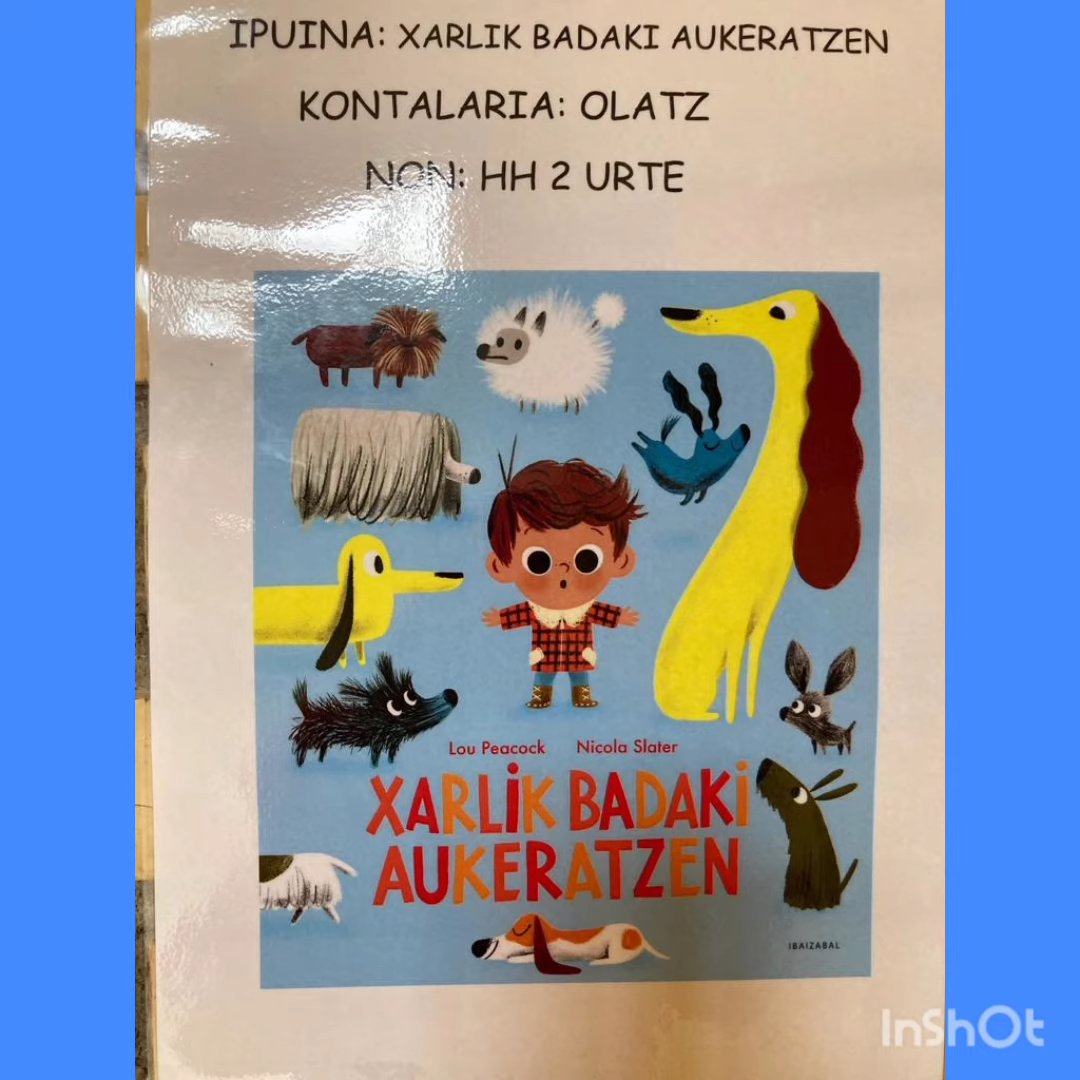 IPUINA: XARLIK BADAKI AUKERATZEN
KONTALARIA: OLATZ
NON: HH 2 URTE
Lou Peacock Nicola Slater
XARLiK BADAKi
AUKERATZEN
IBAIZABAL
InShOt